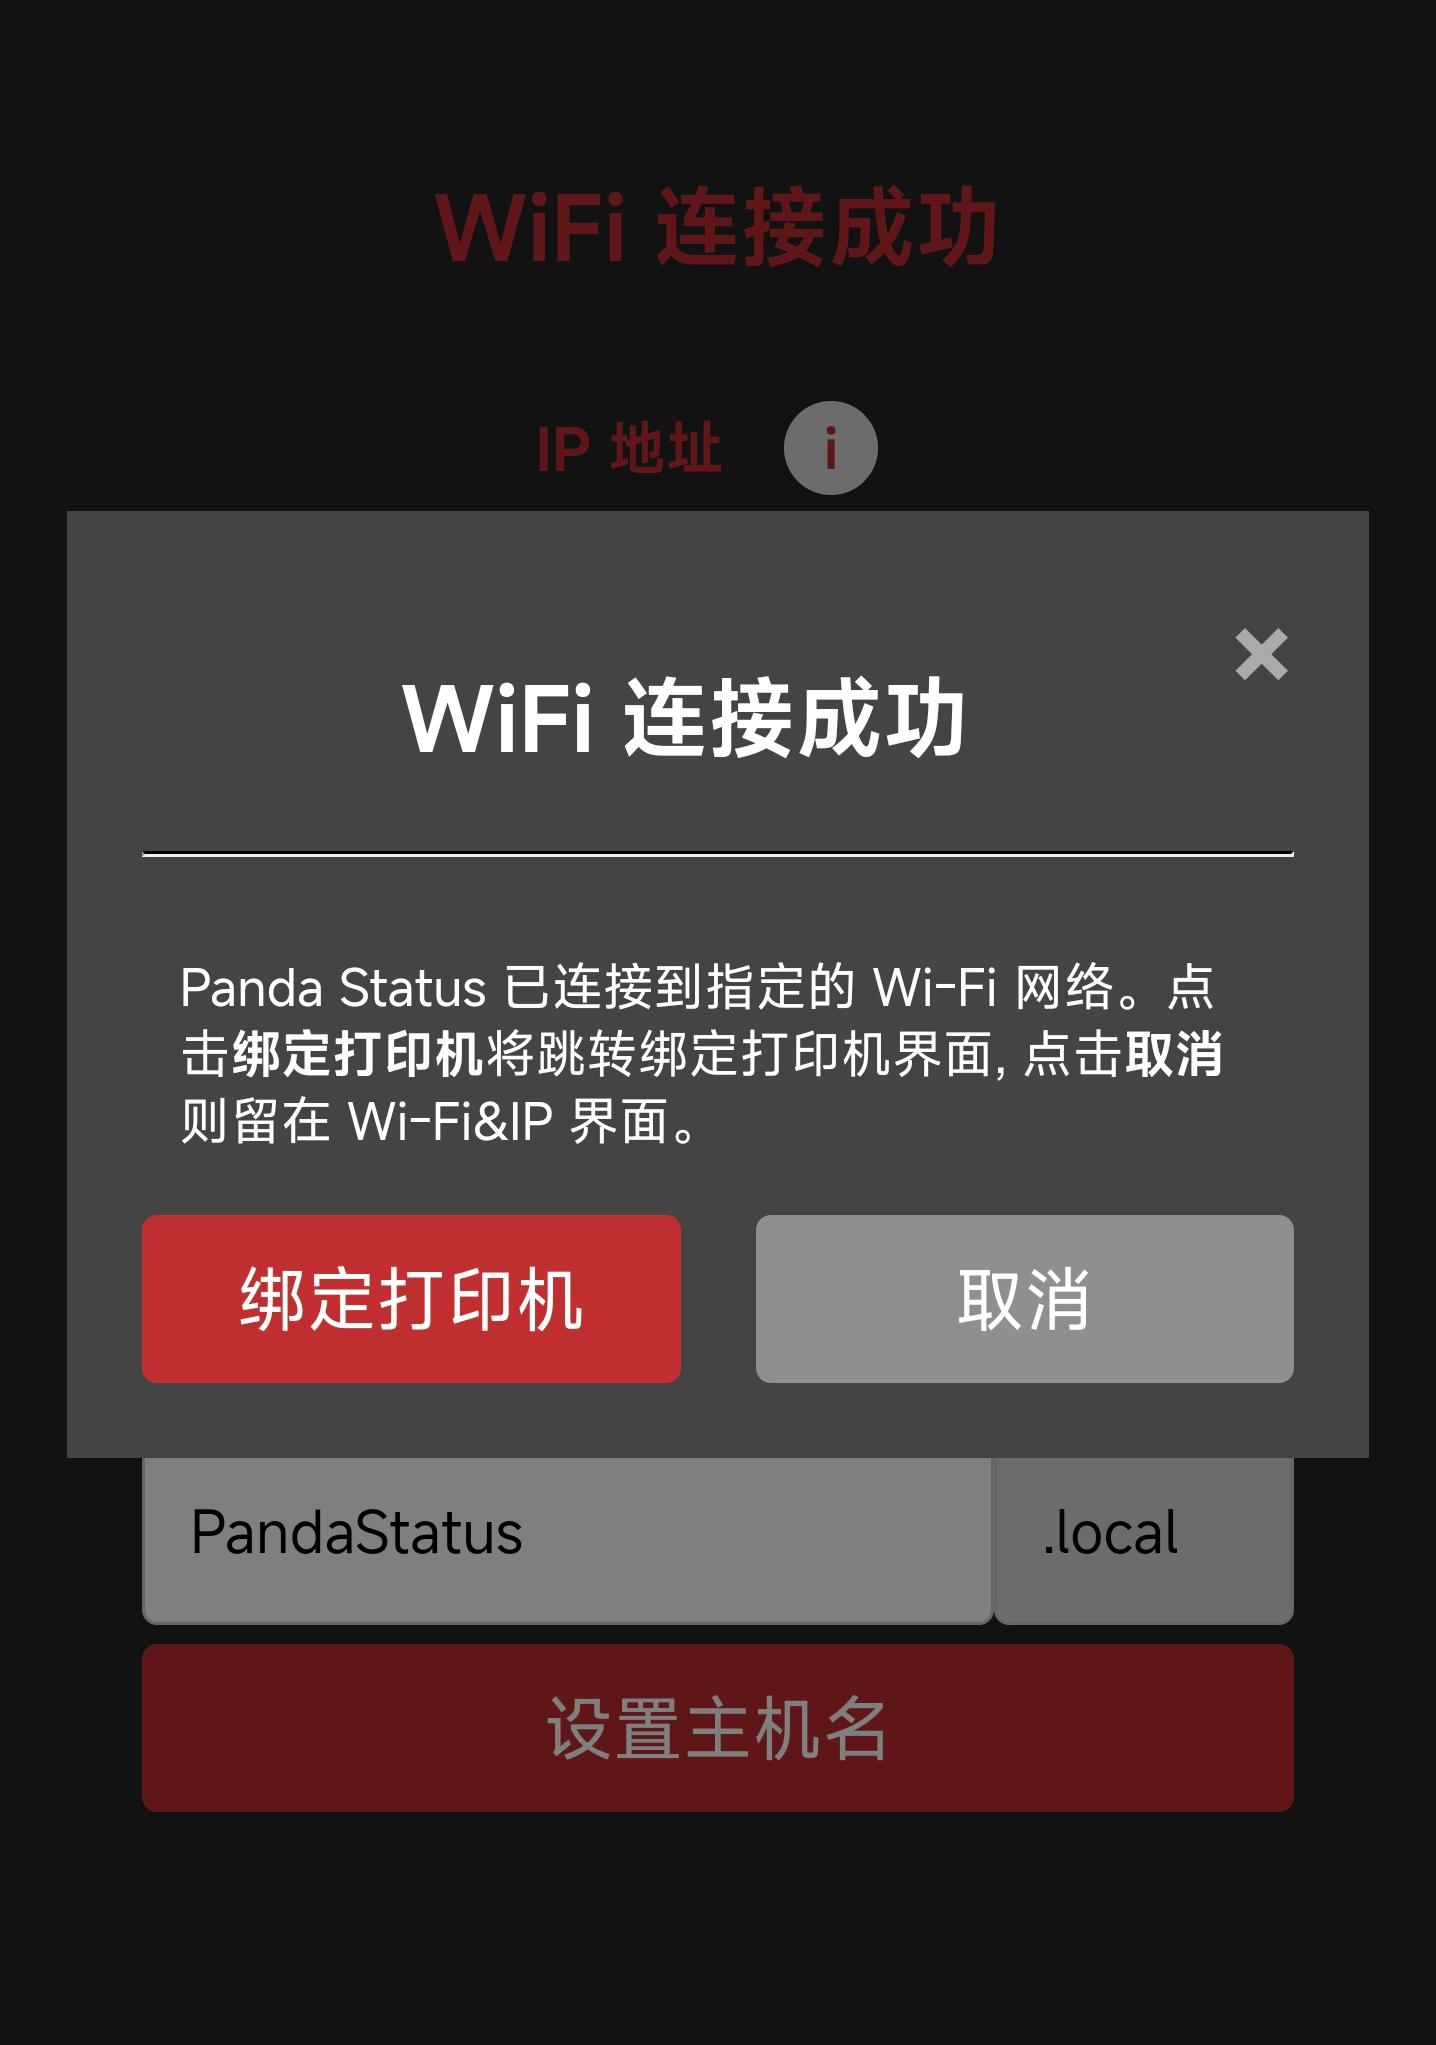 WiFi 连接成功
IP 地址 i
WiFi 连接成功
Panda Status 已连接到指定的 Wi-Fi 网络。点
击绑定打印机将跳转绑定打印机界面, 点击取消
则留在 Wi-Fi&IP 界面。
绑定打印机 取消
PandaStatus .local
设置主机名